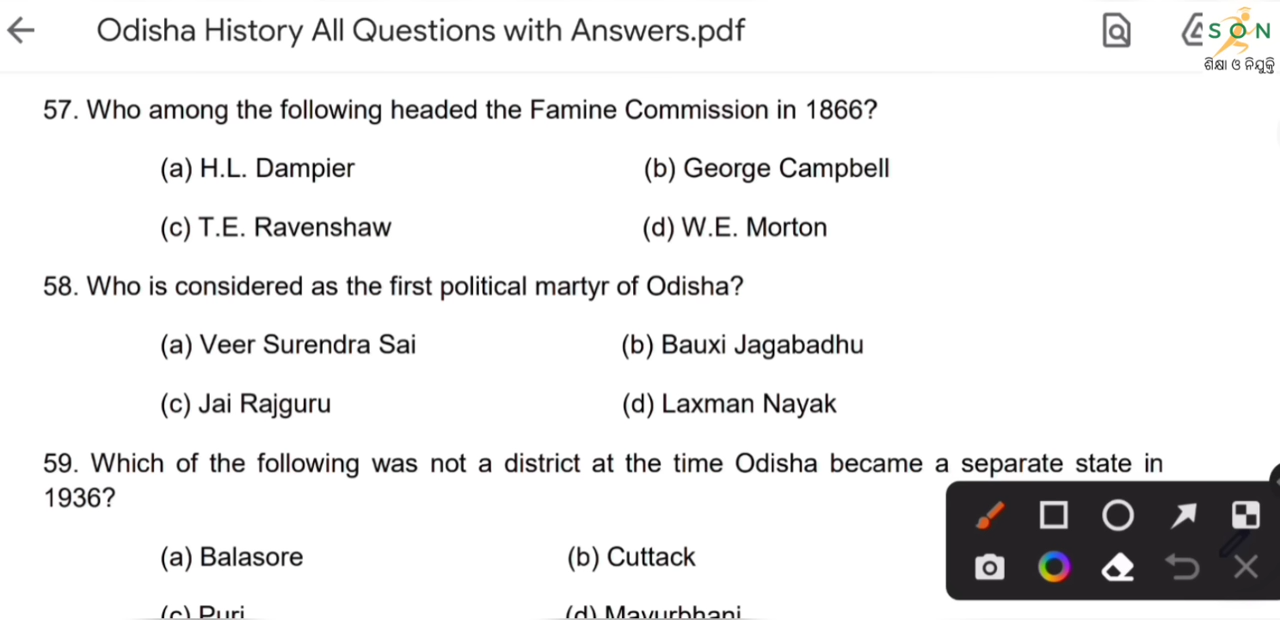 Odisha History All Questions with Answers.pdf
SON
ଶିକ୍ଷା ଓ ନିଯୁକ୍ତି
57. Who among the following headed the Famine Commission in 1866?
(a) H.L. Dampier (b) George Campbell
(c) T.E. Ravenshaw (d) W.E. Morton
58. Who is considered as the first political martyr of Odisha?
(a) Veer Surendra Sai (b) Bauxi Jagabadhu
(c) Jai Rajguru (d) Laxman Nayak
59. Which of the following was not a district at the time Odisha became a separate state in
1936?
(a) Balasore (b) Cuttack
(c) Puri (d) Mayurbhanj